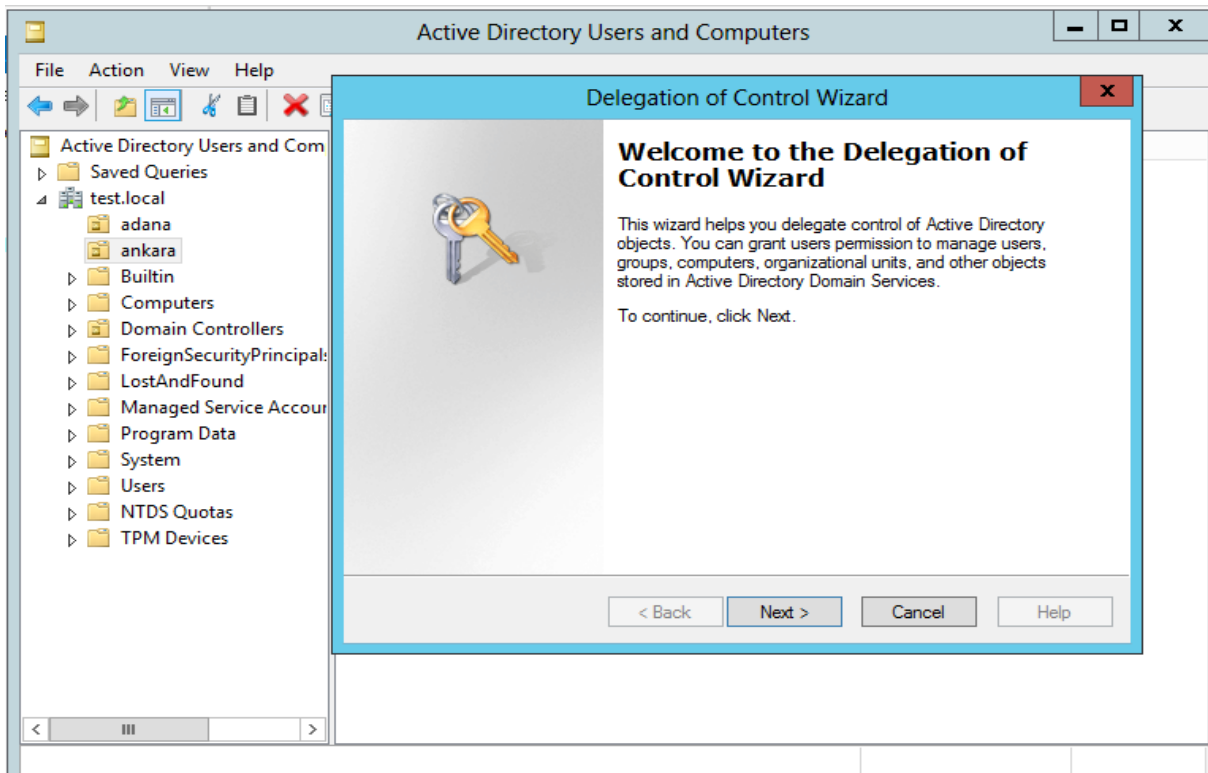 Active Directory Users and Computers
File Action View Help
Active Directory Users and Com
Saved Queries
test.local
adana
ankara
Builtin
Computers
Domain Controllers
ForeignSecurityPrincipals
LostAndFound
Managed Service Accour
Program Data
System
Users
NTDS Quotas
TPM Devices
Delegation of Control Wizard
Welcome to the Delegation of
Control Wizard
This wizard helps you delegate control of Active Directory
objects. You can grant users permission to manage users,
groups, computers, organizational units, and other objects
stored in Active Directory Domain Services.
To continue, click Next.
< Back Next > Cancel Help